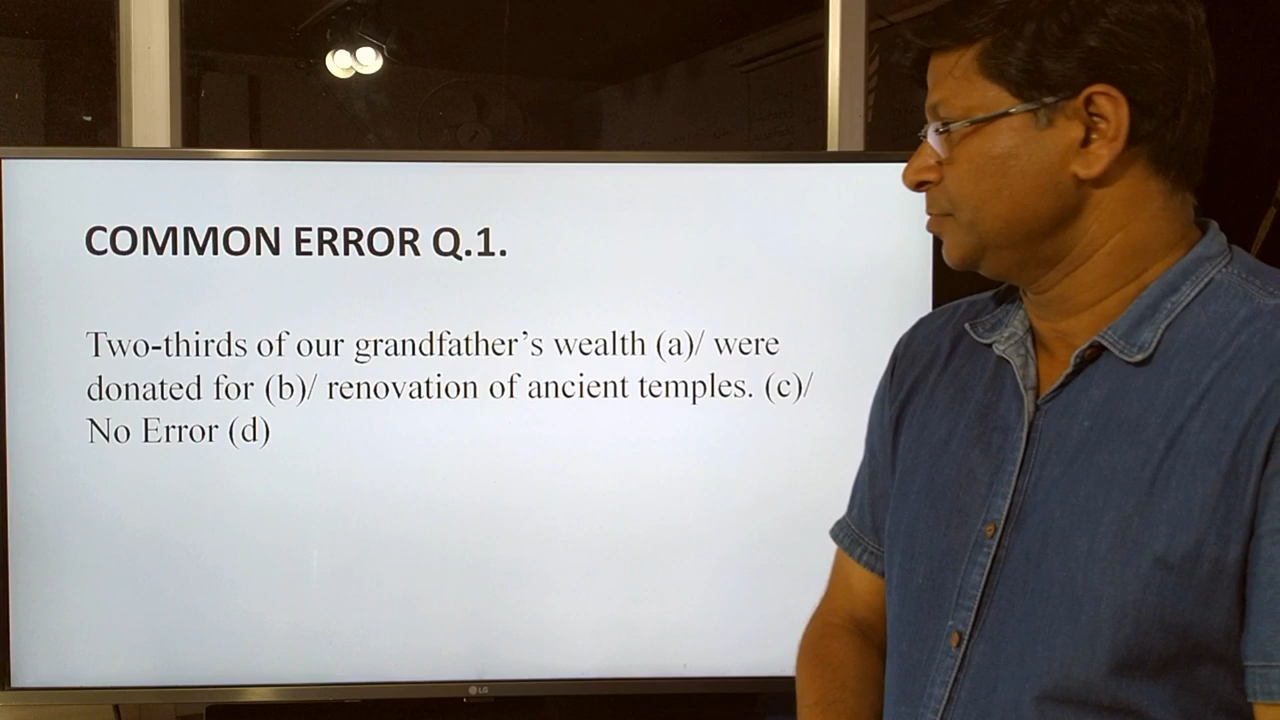 COMMON ERROR Q.1.
Two-thirds of our grandfather’s wealth (a)/ were
donated for (b)/ renovation of ancient temples. (c)/
No Error (d)
LG